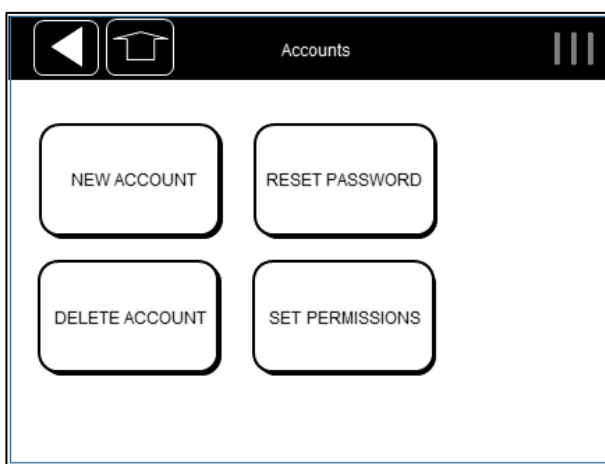 Accounts
NEW ACCOUNT
RESET PASSWORD
DELETE ACCOUNT
SET PERMISSIONS